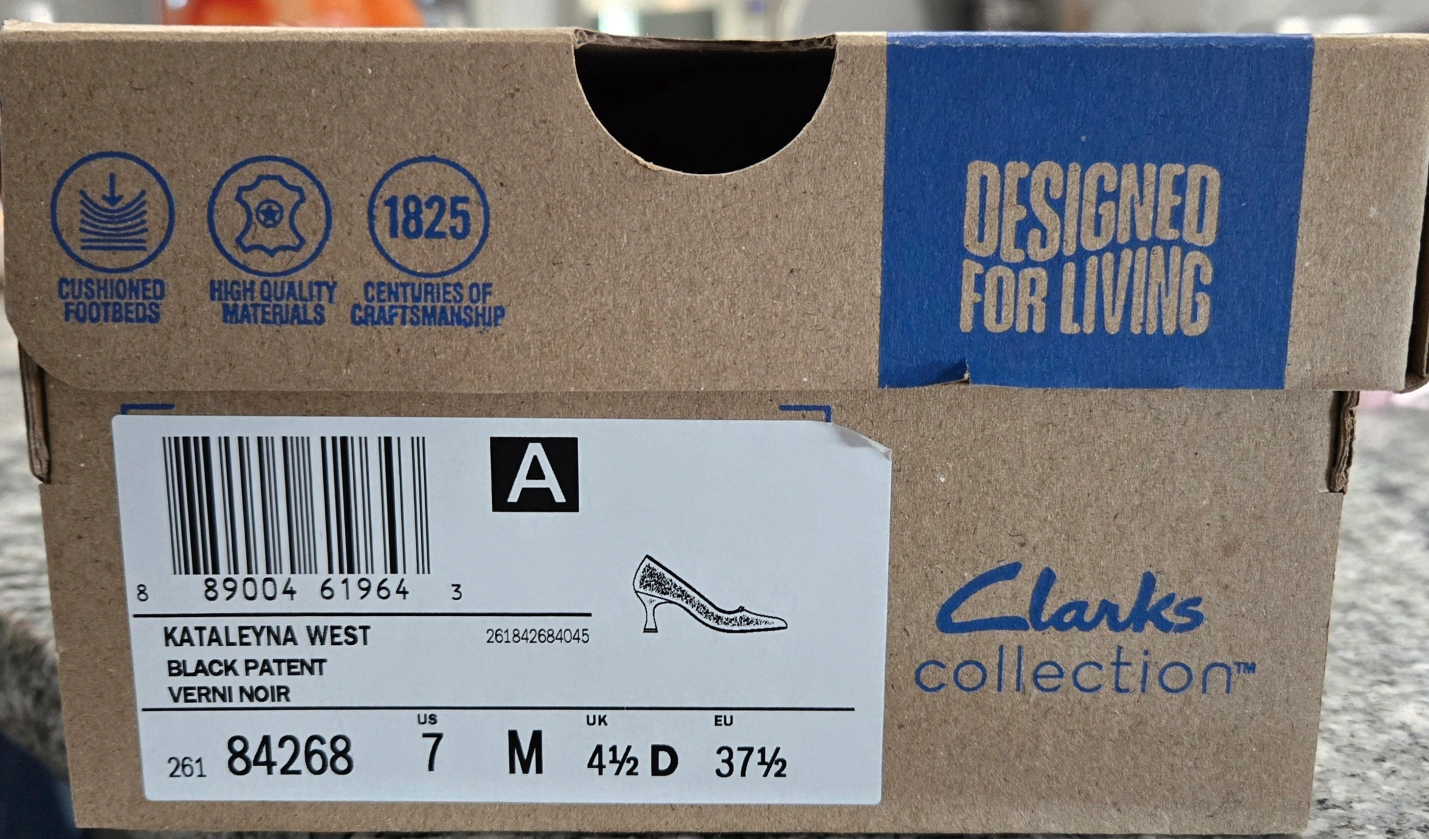 1825
CUSHIONED
FOOTBEDS
HIGH QUALITY
MATERIALS
CENTURIES OF
CRAFTSMANSHIP
DESIGNED
FOR LIVING
A
8 89004 61964 3
KATALEYNA WEST 261842684045
BLACK PATENT
VERNI NOIR
US UK EU
261 84268 7 M 4½ D 37½
Clarks
collection™